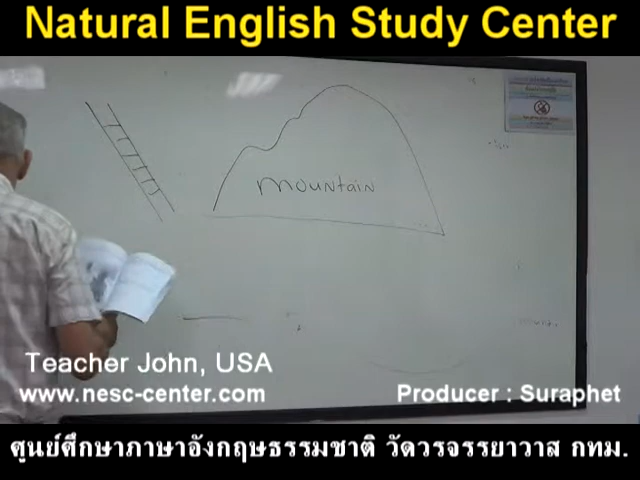 Natural English Study Center
mountain
Teacher John, USA
www.nesc-center.com
Producer : Suraphet
ศูนย์ศึกษาภาษาอังกฤษธรรมชาติ วัดวรจรรยาวาส กทม.